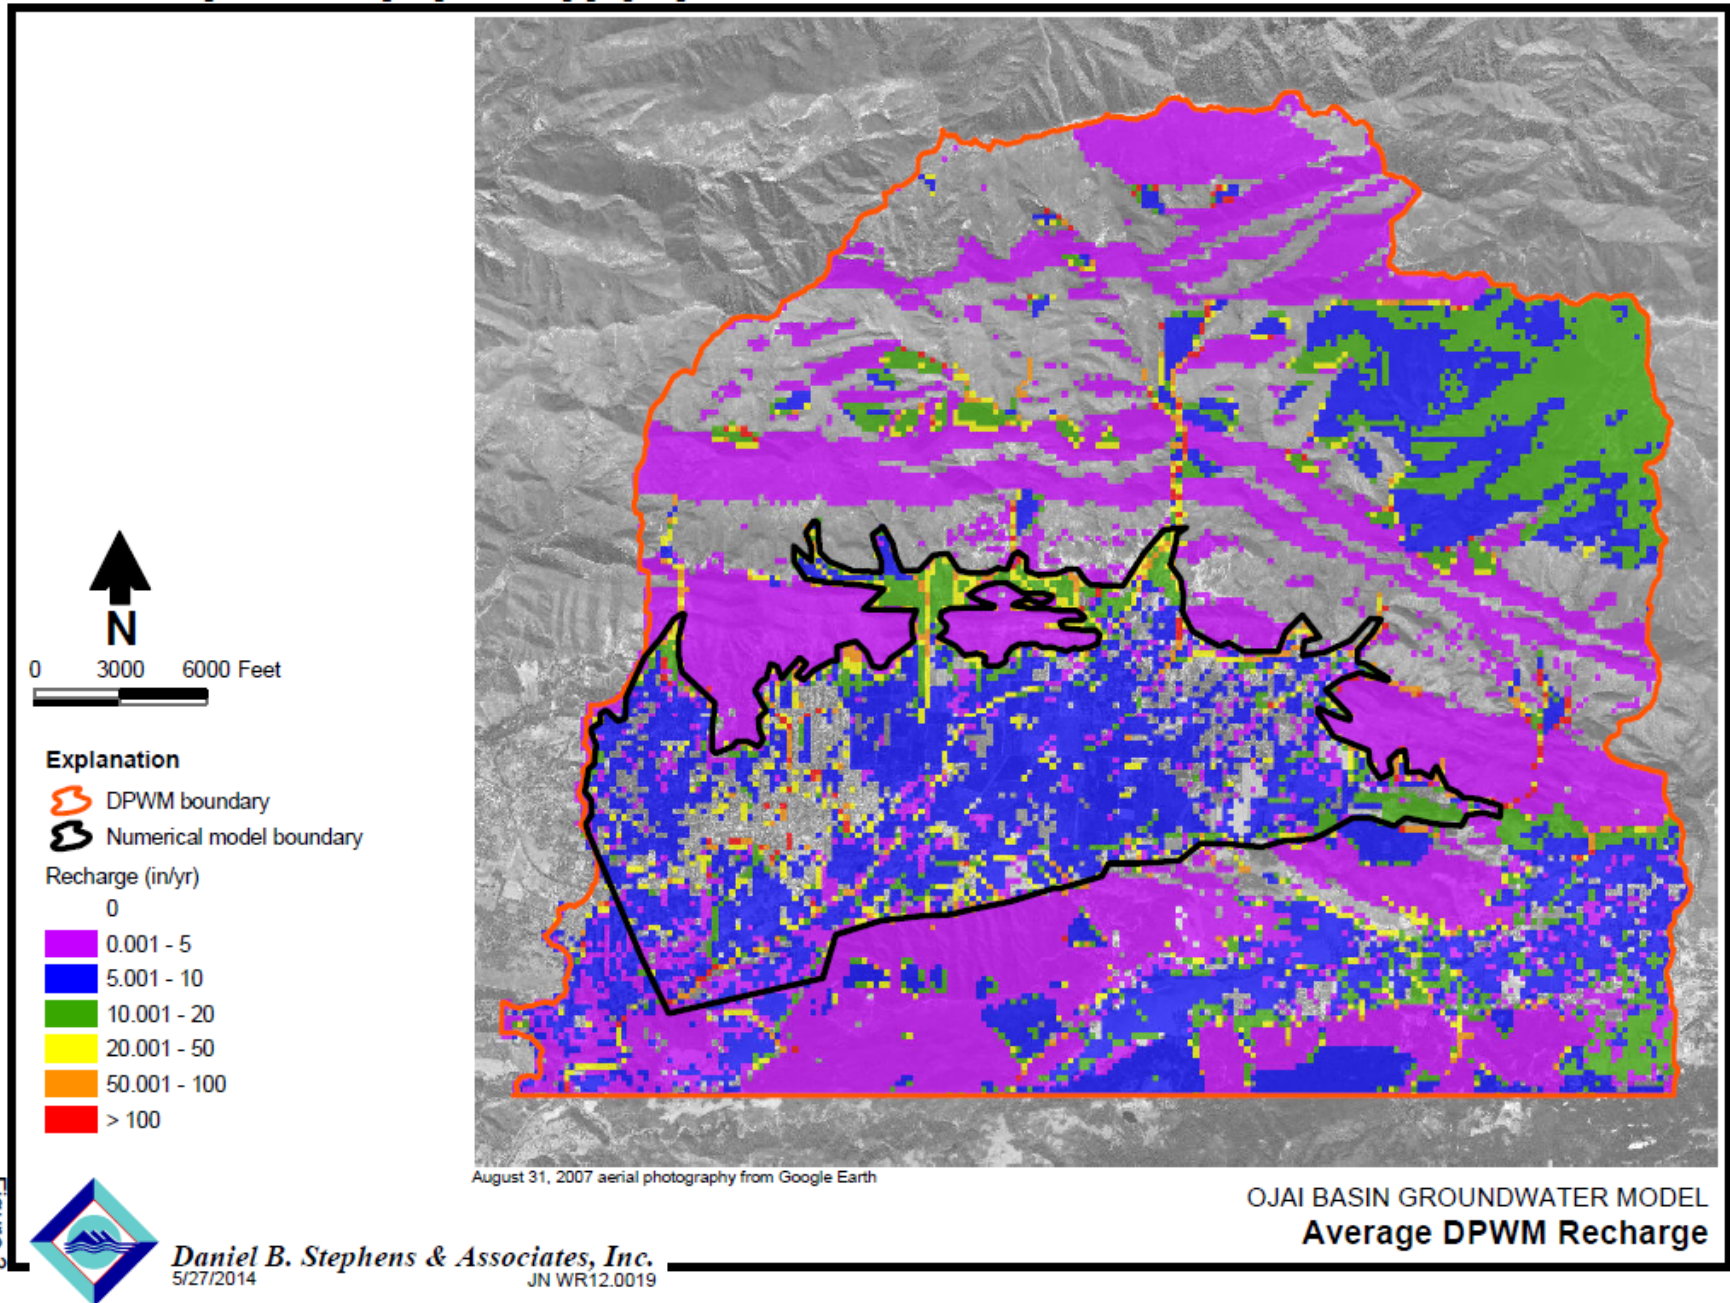 N
0 3000 6000 Feet
Explanation
DPWM boundary
Numerical model boundary
Recharge (in/yr)
0
0.001 - 5
5.001 - 10
10.001 - 20
20.001 - 50
50.001 - 100
> 100
August 31, 2007 aerial photography from Google Earth
OJAI BASIN GROUNDWATER MODEL
Average DPWM Recharge
Daniel B. Stephens & Associates, Inc.
5/27/2014 JN WR12.0019